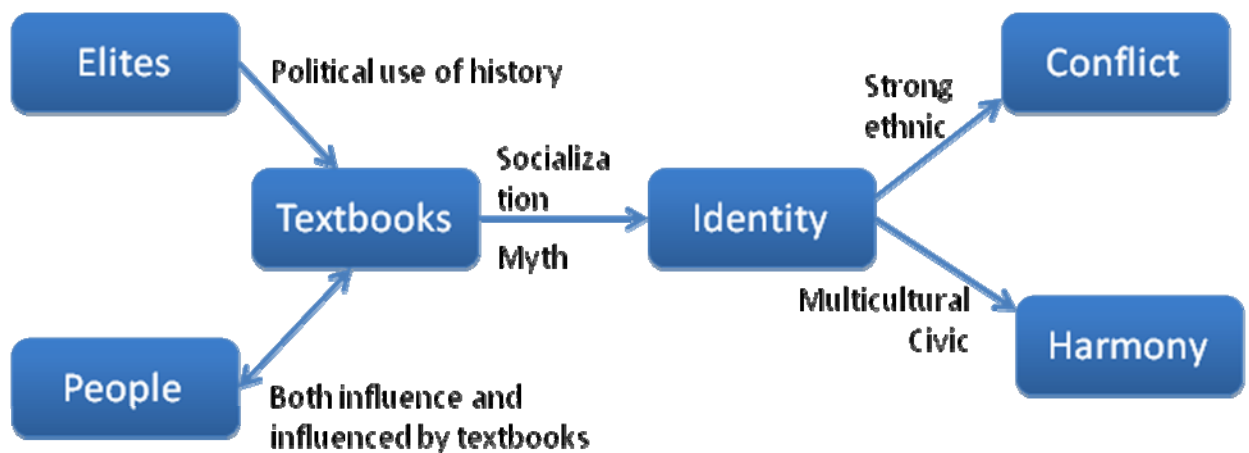 Elites
Political use of history
Conflict
Strong
ethnic
Textbooks
Socializa
tion
Myth
Identity
Multicultural
Civic
Harmony
People
Both influence and
influenced by textbooks